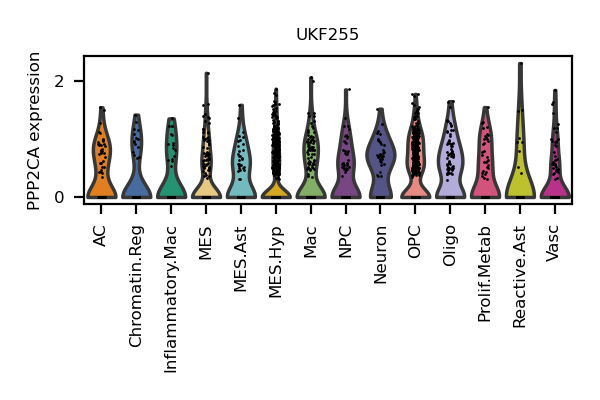 UKF255
PPP2CA expression
2
0
AC
Chromatin.Reg
Inflammatory.Mac
MES
MES.Ast
MES.Hyp
Mac
NPC
Neuron
OPC
Oligo
Prolif.Metab
Reactive.Ast
Vasc